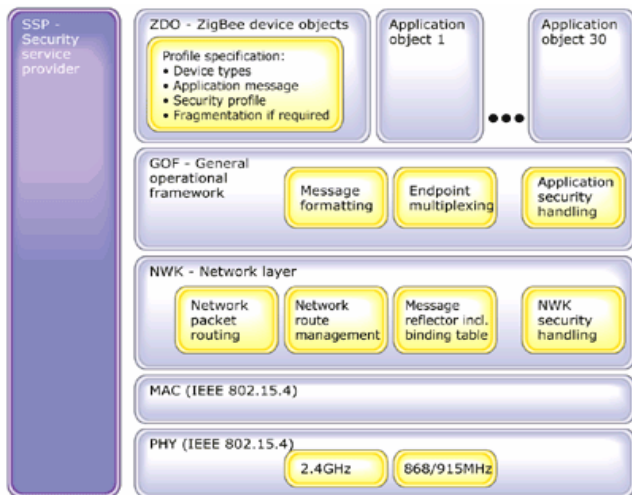 SSP -
Security
service
provider
ZDO - ZigBee device objects
Profile specification:
• Device types
• Application message
• Security profile
• Fragmentation if required
Application
object 1
•••
Application
object 30
GOF - General
operational
framework
Message
formatting
Endpoint
multiplexing
Application
security
handling
NWK - Network layer
Network
packet
routing
Network
route
management
Message
reflector incl.
binding table
NWK
security
handling
MAC (IEEE 802.15.4)
PHY (IEEE 802.15.4)
2.4GHz
868/915MHz